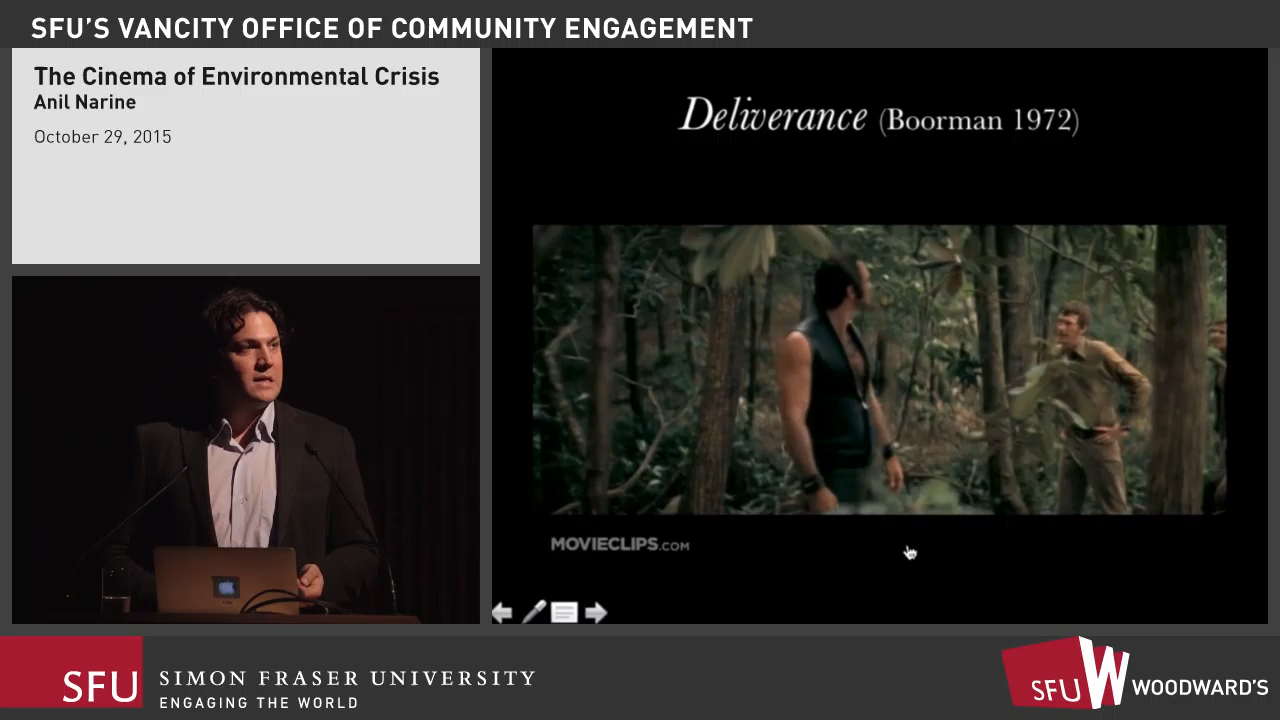 SFU'S VANCITY OFFICE OF COMMUNITY ENGAGEMENT
The Cinema of Environmental Crisis
Anil Narine
October 29, 2015
Deliverance (Boorman 1972)
MOVIECLIPS.COM
SFU
SIMON FRASER UNIVERSITY
ENGAGING THE WORLD
SFU W WOODWARD'S